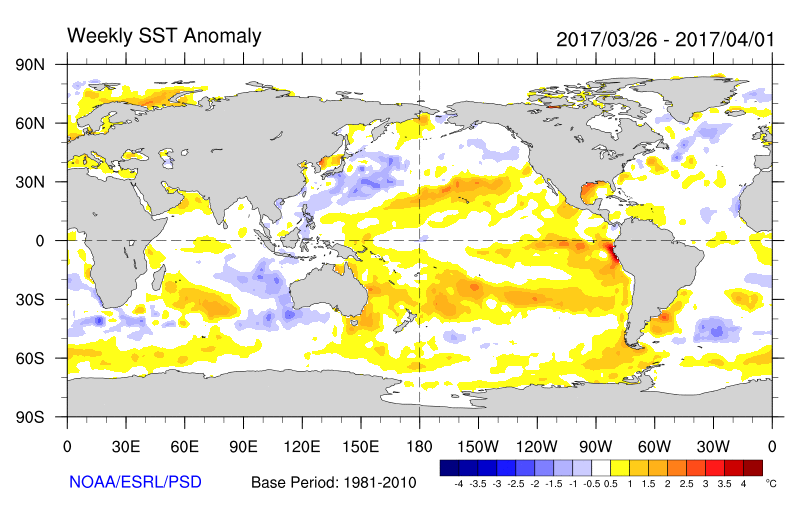 Weekly SST Anomaly
2017/03/26 - 2017/04/01
90N
60N
30N
0
30S
60S
90S
0 30E 60E 90E 120E 150E 180 150W 120W 90W 60W 30W 0
NOAA/ESRL/PSD
Base Period: 1981-2010
-4 -3.5 -3 -2.5 -2 -1.5 -1 -0.5 0.5 1 1.5 2 2.5 3 3.5 4 °C